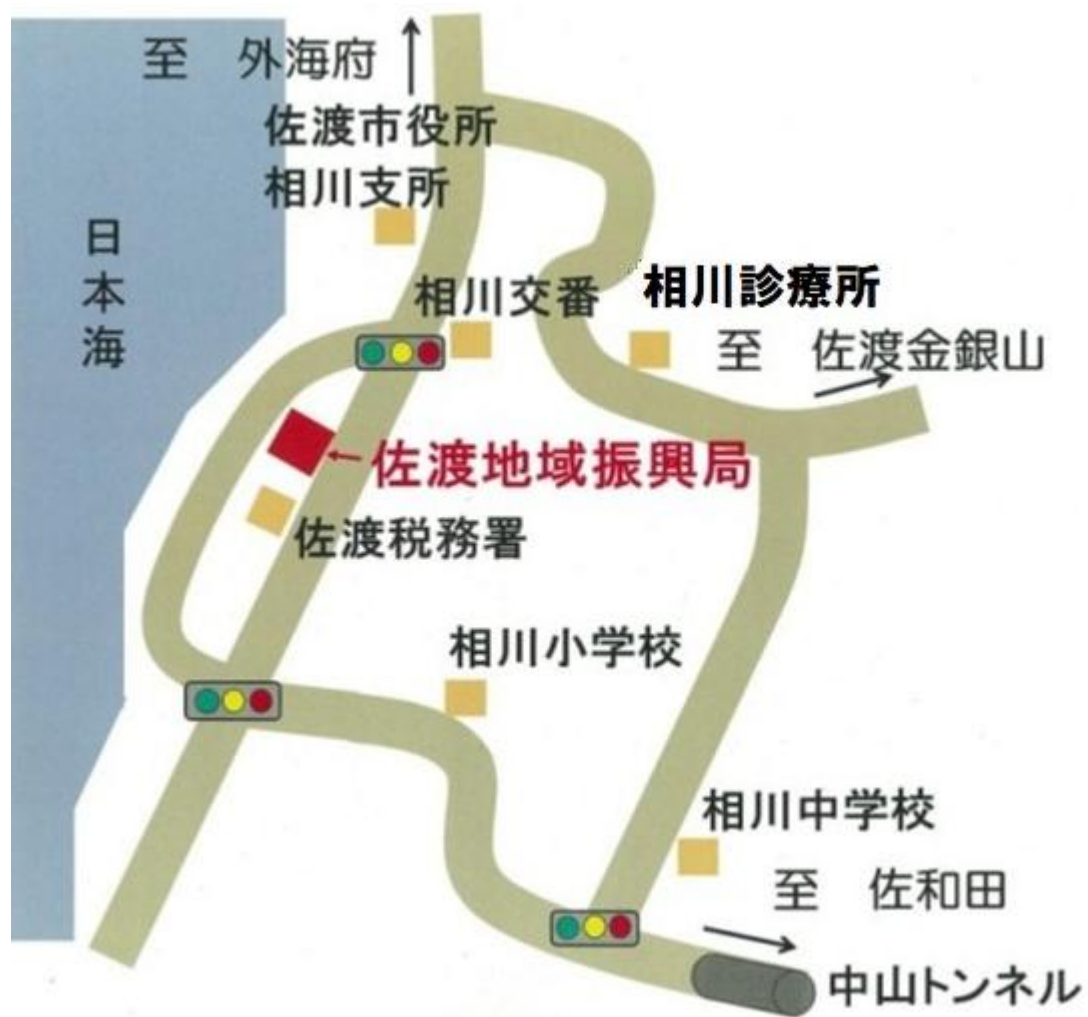 至 外海府
佐渡市役所
相川支所
日本海
相川交番
相川診療所
至 佐渡金銀山
佐渡地域振興局
佐渡税務署
相川小学校
相川中学校
至 佐和田
中山トンネル